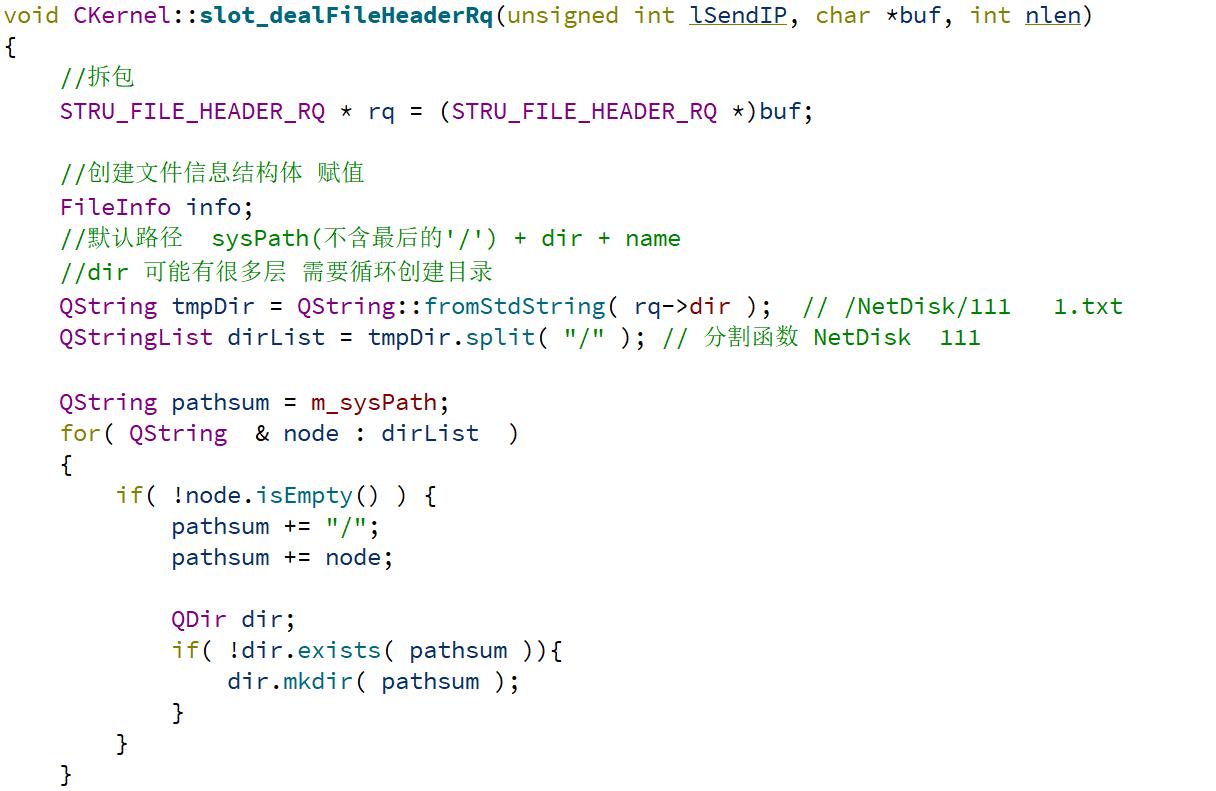 void CKernel::slot_dealFileHeaderRq(unsigned int lSendIP, char *buf, int nlen)
{
    //拆包
    STRU_FILE_HEADER_RQ * rq = (STRU_FILE_HEADER_RQ *)buf;

    //创建文件信息结构体 赋值
    FileInfo info;
    //默认路径  sysPath(不含最后的'/') + dir + name
    //dir 可能有很多层 需要循环创建目录
    QString tmpDir = QString::fromStdString( rq->dir );  // /NetDisk/111   1.txt
    QStringList dirList = tmpDir.split( "/" ); // 分割函数 NetDisk  111

    QString pathsum = m_sysPath;
    for( QString  & node : dirList  )
    {
        if( !node.isEmpty() ) {
            pathsum += "/";
            pathsum += node;

            QDir dir;
            if( !dir.exists( pathsum )){
                dir.mkdir( pathsum );
            }
        }
    }